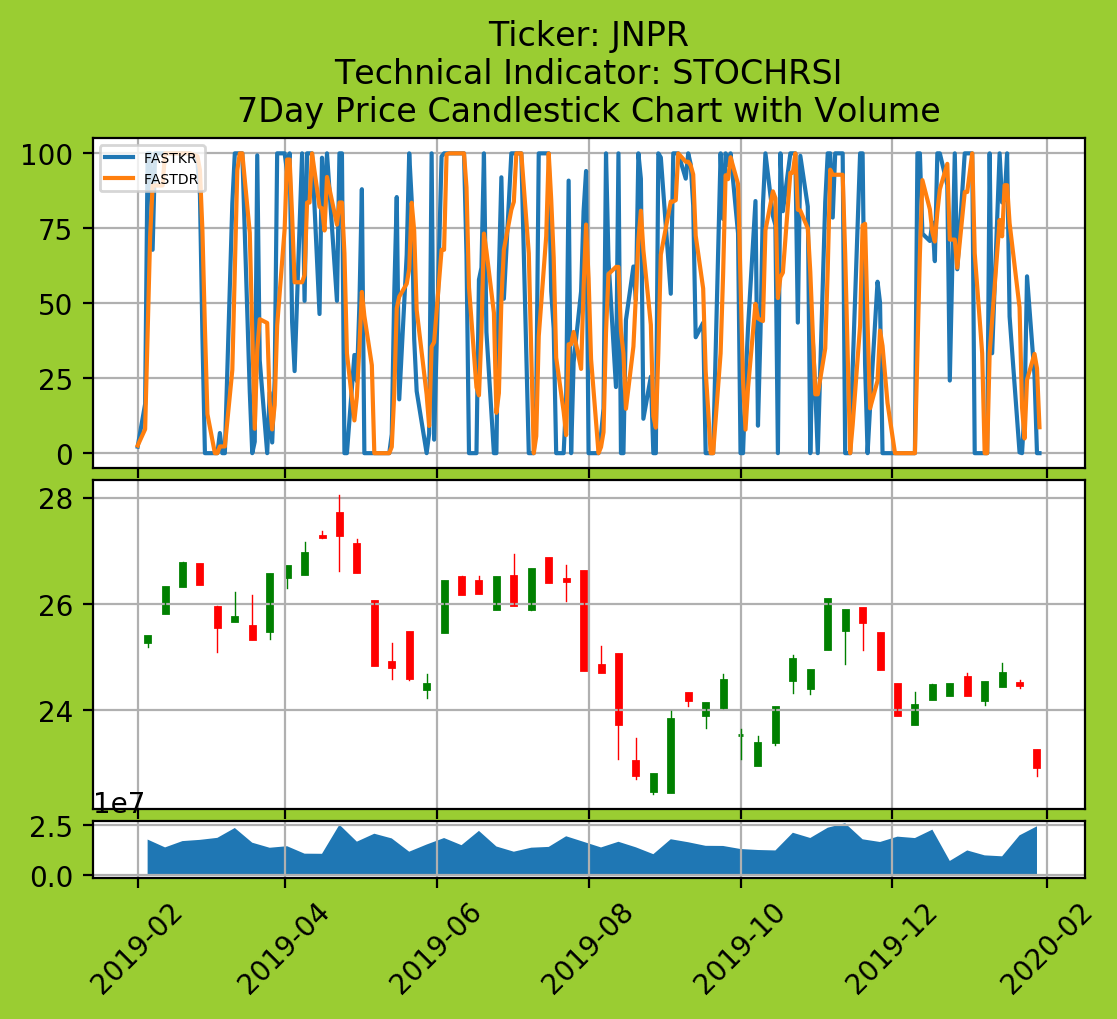 Ticker: JNPR
Technical Indicator: STOCHRSI
7Day Price Candlestick Chart with Volume
100
75
50
25
0
FASTKR
FASTDR
28
26
24
1e7
2.5
0.0
2019-02
2019-04
2019-06
2019-08
2019-10
2019-12
2020-02